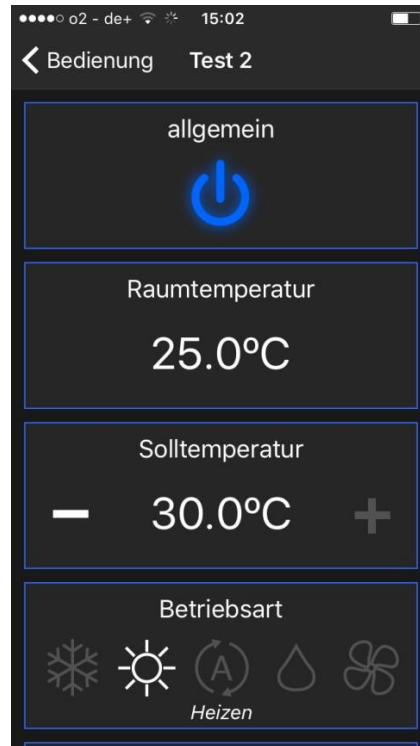 o2 - de+ 15:02
Bedienung Test 2
allgemein
Raumtemperatur
25.0ºC
Solltemperatur
− 30.0ºC +
Betriebsart
A
Heizen